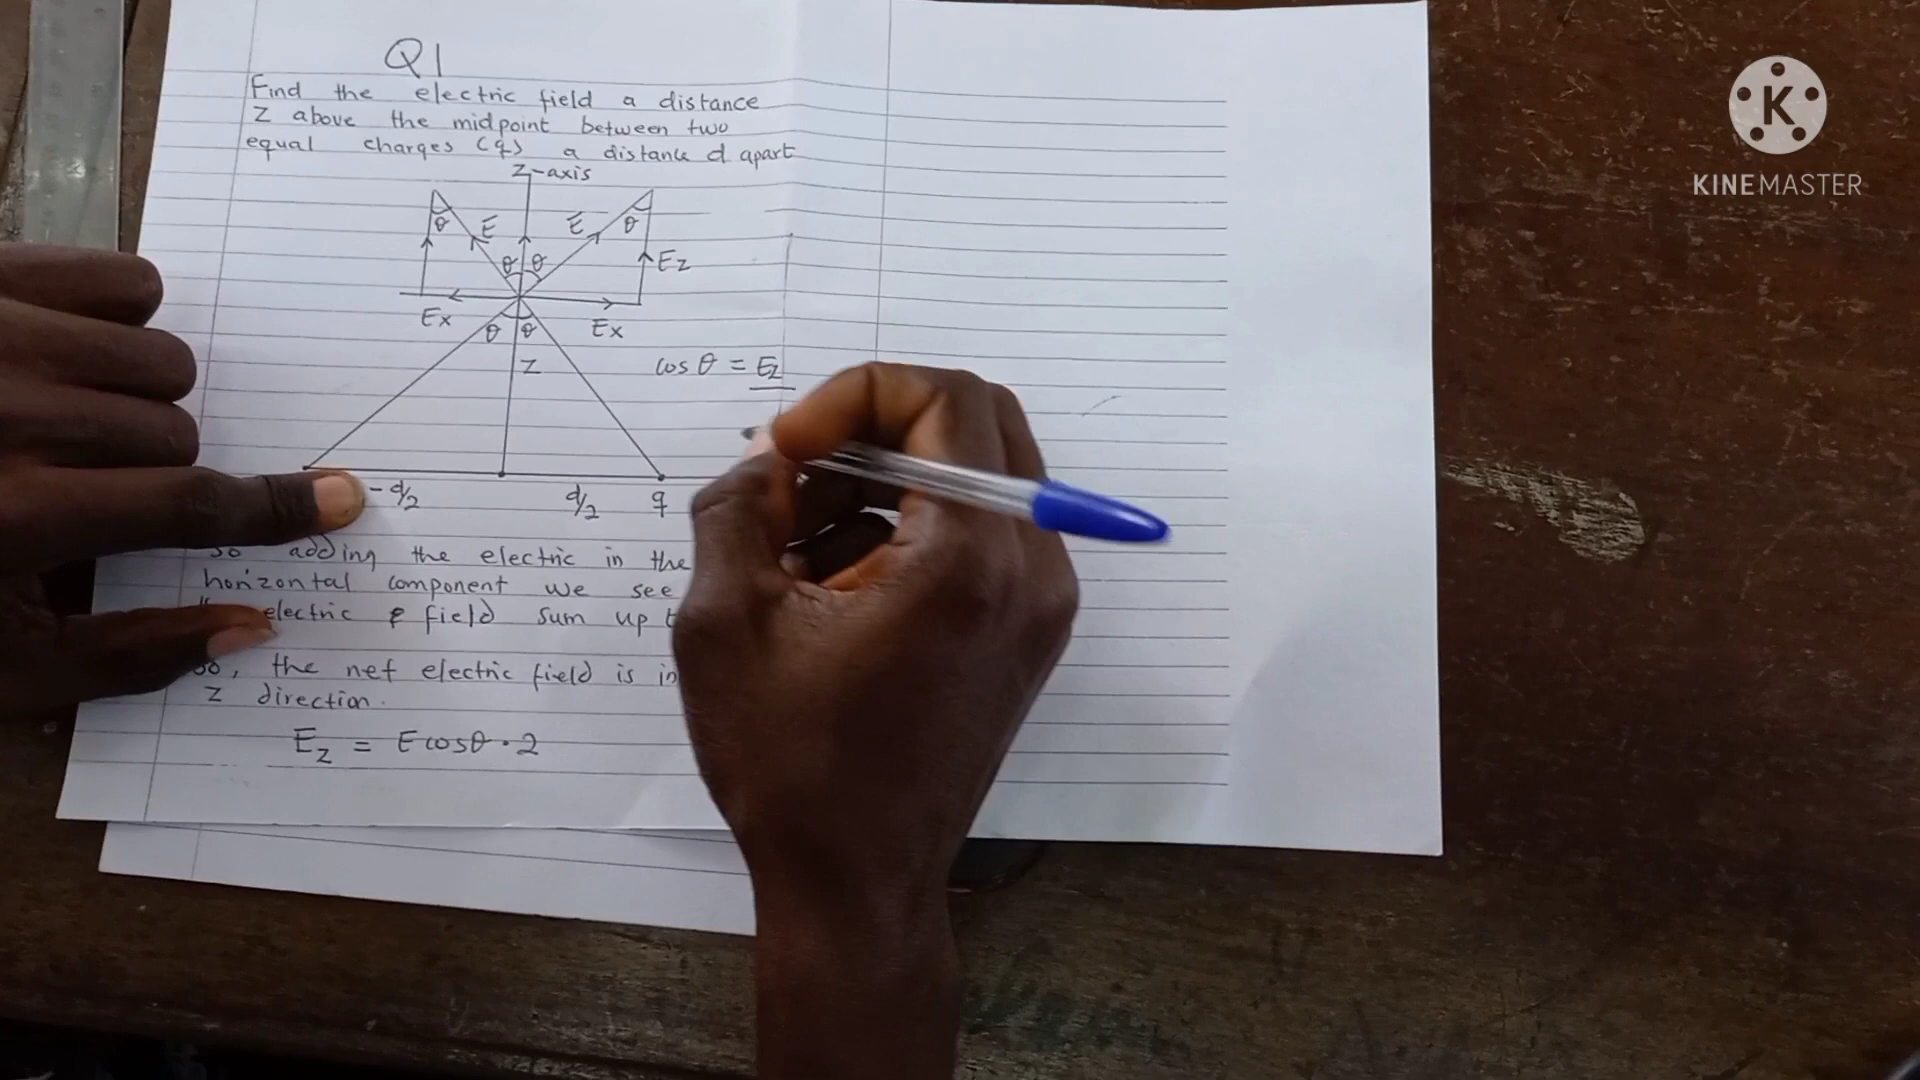 Q1
Find the electric field a distance
Z above the midpoint between two
equal charges (q) a distance d apart
Z-axis
θ E E θ
θ θ Ez
Ex θ θ Ex
Z
cos θ = Ez
-d/2 d/2 q
so adding the electric in the
horizontal component we see
electric field sum up
So, the net electric field is in
Z direction.
Ez = E cosθ · 2
K
KINEMASTER